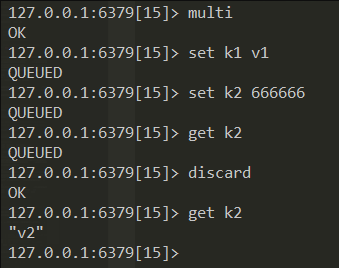 127.0.0.1:6379[15]> multi
OK
127.0.0.1:6379[15]> set k1 v1
QUEUED
127.0.0.1:6379[15]> set k2 666666
QUEUED
127.0.0.1:6379[15]> get k2
QUEUED
127.0.0.1:6379[15]> discard
OK
127.0.0.1:6379[15]> get k2
"v2"
127.0.0.1:6379[15]>